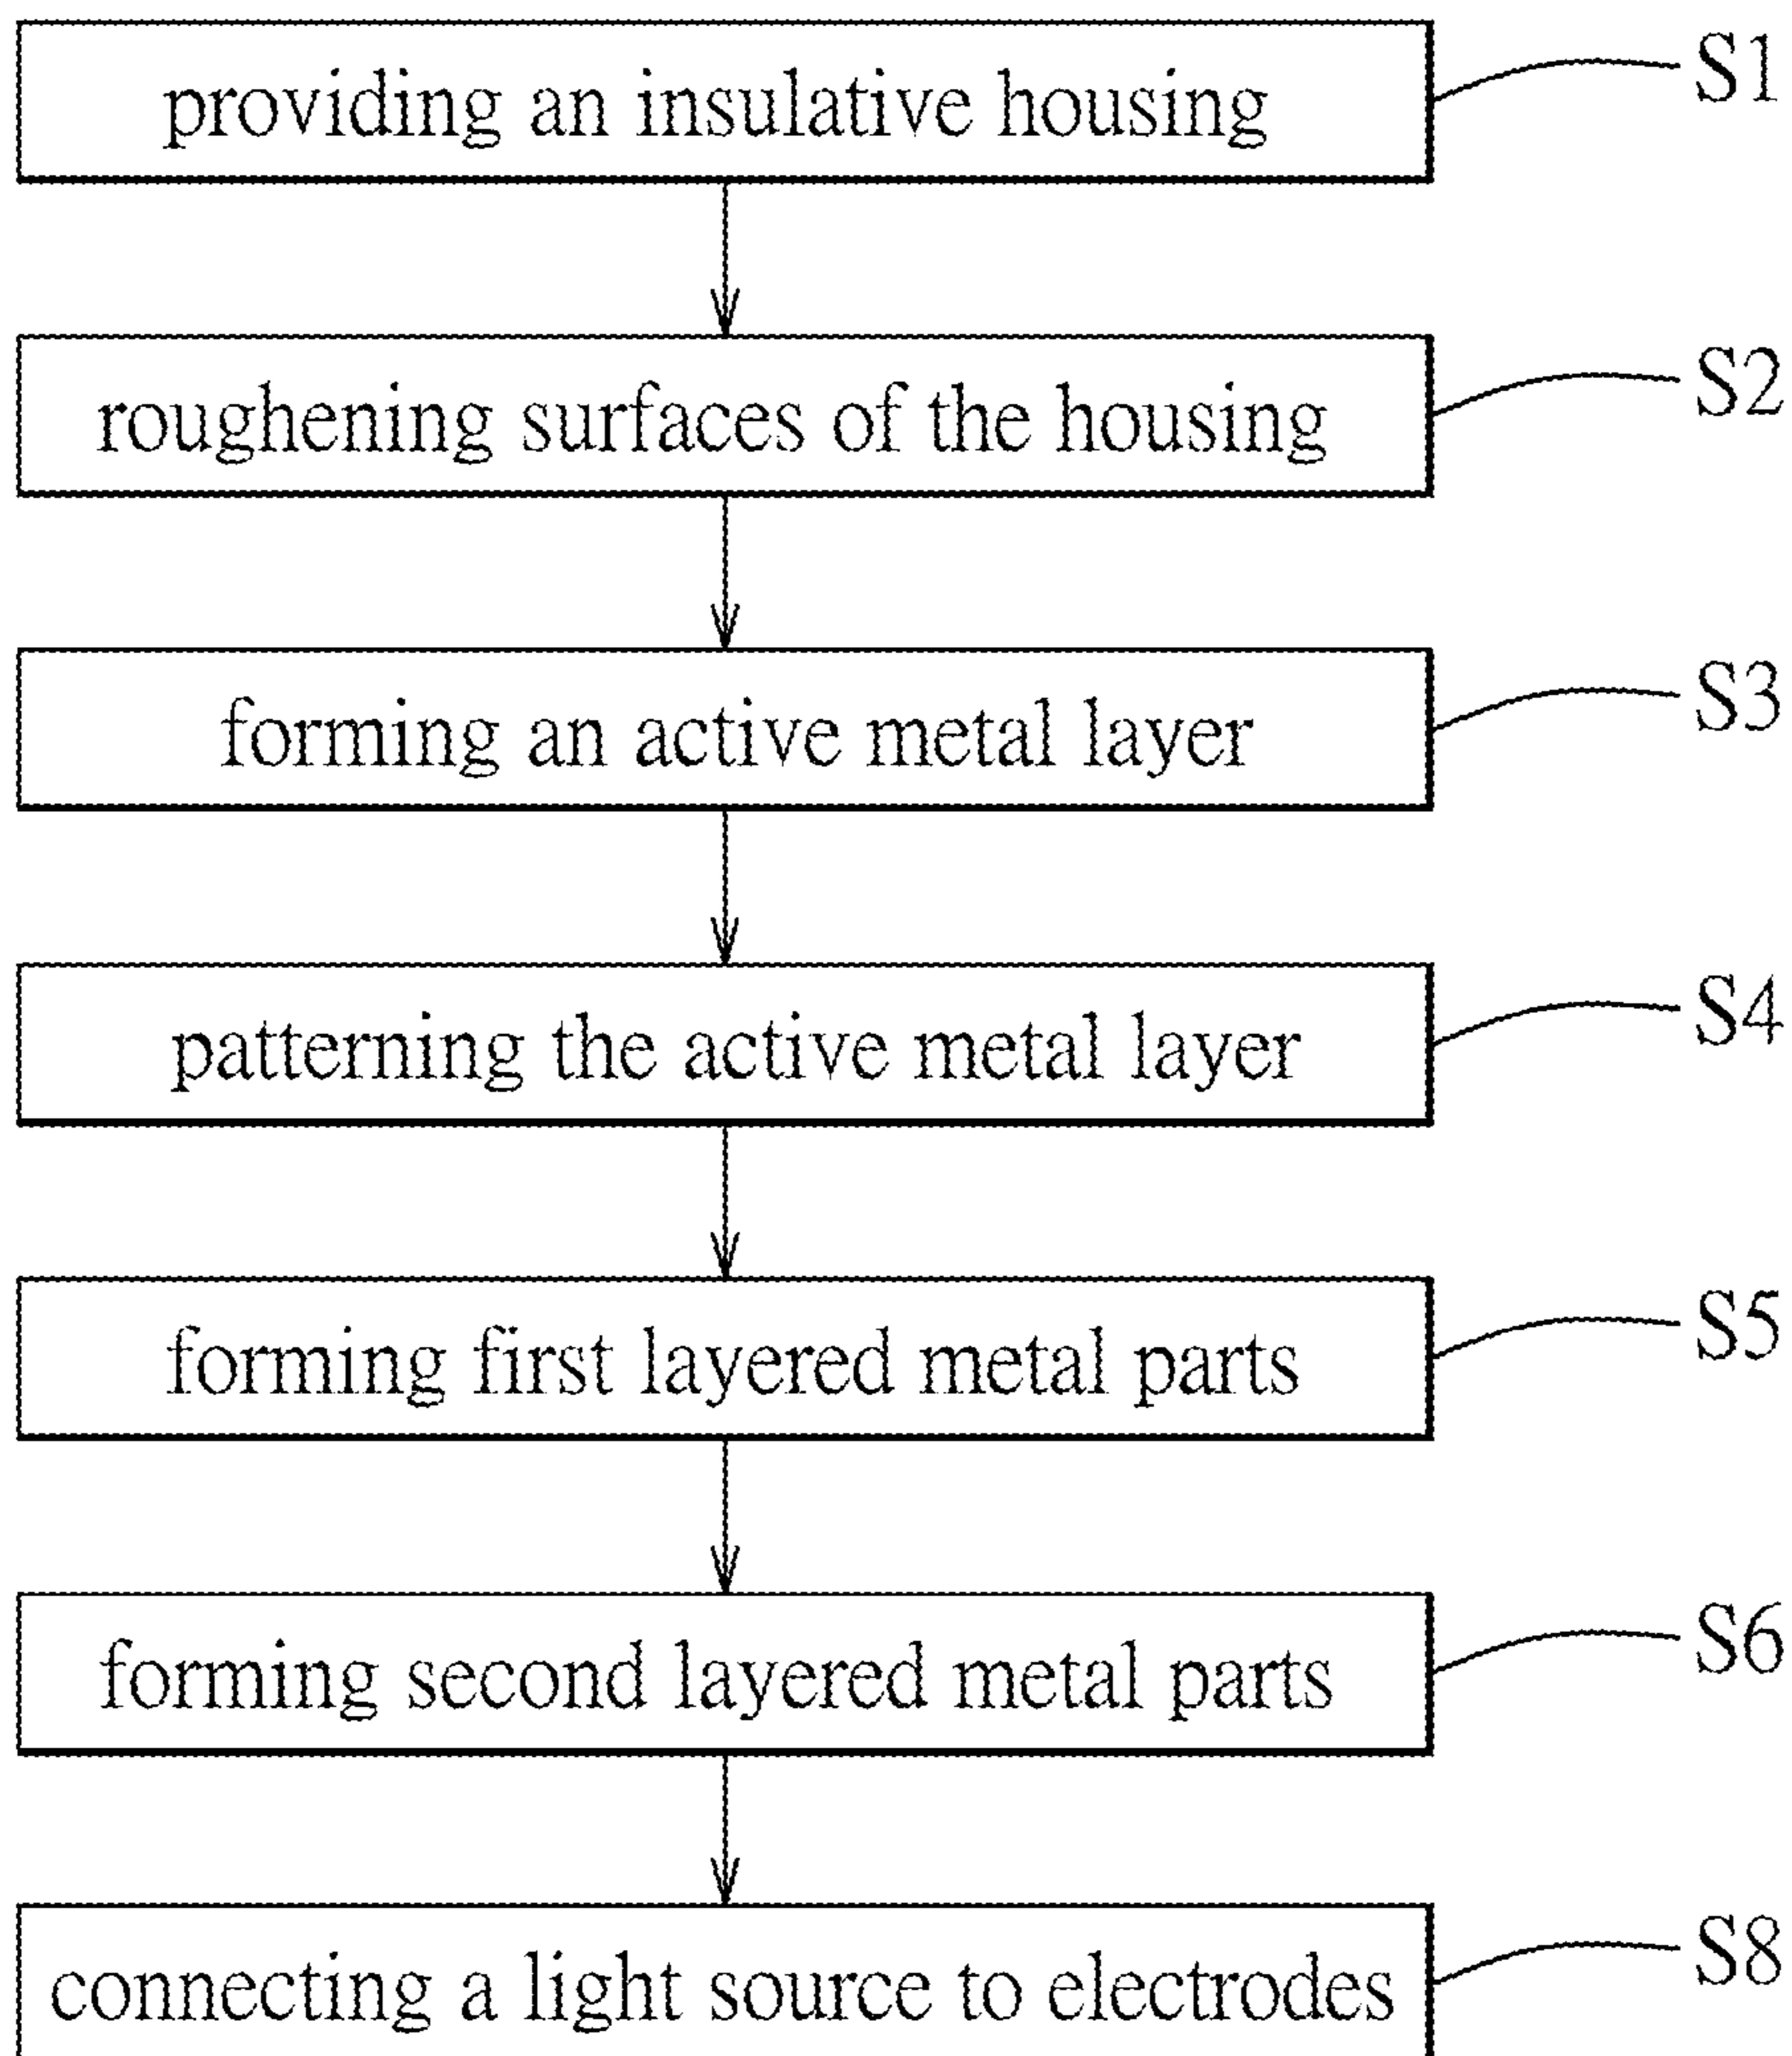 providing an insulative housing S1
roughening surfaces of the housing S2
forming an active metal layer S3
patterning the active metal layer S4
forming first layered metal parts S5
forming second layered metal parts S6
connecting a light source to electrodes S8